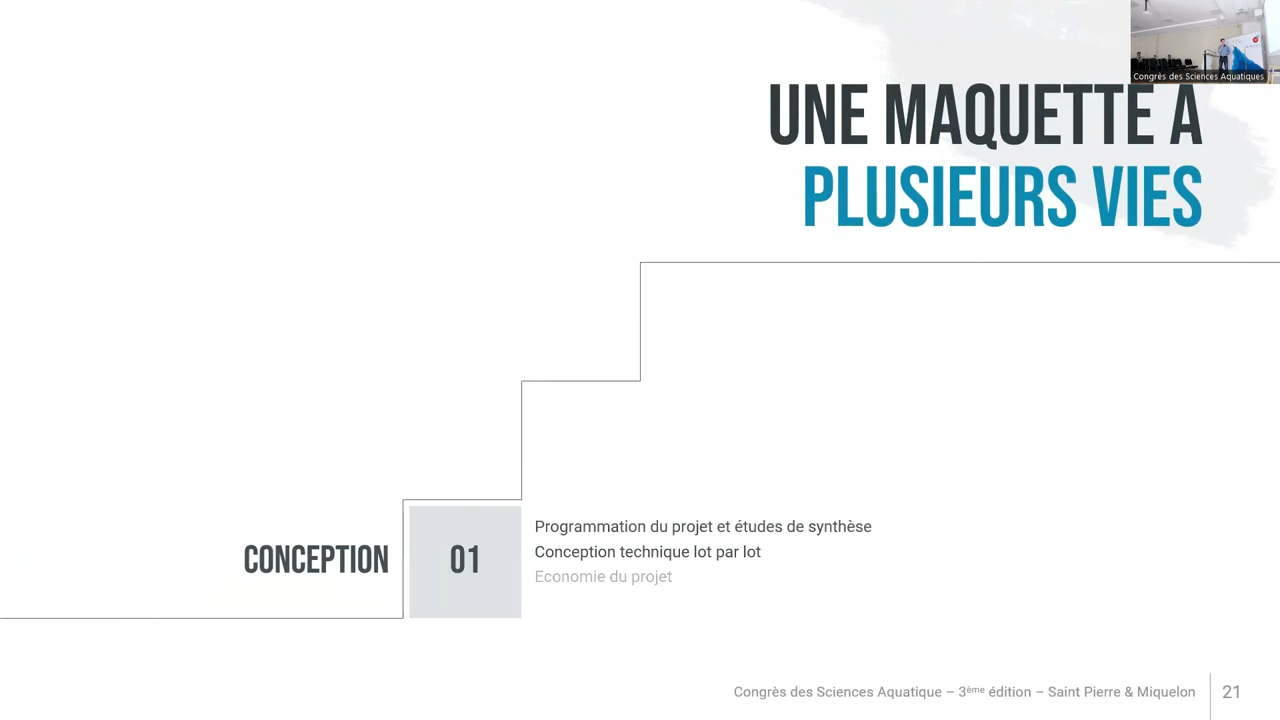 Congrès des Sciences Aquatiques
UNE MAQUETTE A
PLUSIEURS VIES
CONCEPTION
01
Programmation du projet et études de synthèse
Conception technique lot par lot
Economie du projet
Congrès des Sciences Aquatique – 3ème édition – Saint Pierre & Miquelon
21